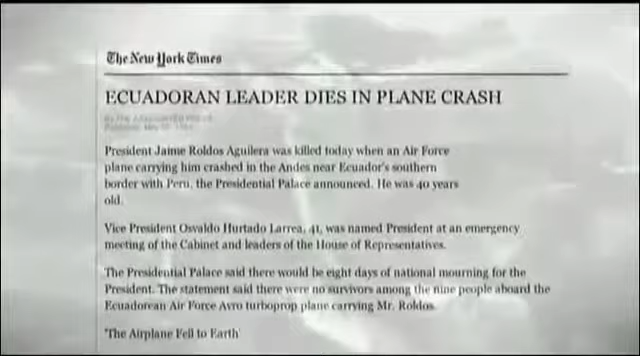 The New York Times
ECUADORAN LEADER DIES IN PLANE CRASH
President Jaime Roldos Aguilera was killed today when an Air Force
plane carrying him crashed in the Andes near Ecuador's southern
border with Peru, the Presidential Palace announced. He was 40 years
old.
Vice President Osvaldo Hurtado Larrea, 41, was named President at an emergency
meeting of the Cabinet and leaders of the House of Representatives.
The Presidential Palace said there would be eight days of national mourning for the
President. The statement said there were no survivors among the nine people aboard the
Ecuadorean Air Force Avro turboprop plane carrying Mr. Roldos.
'The Airplane Fell to Earth'